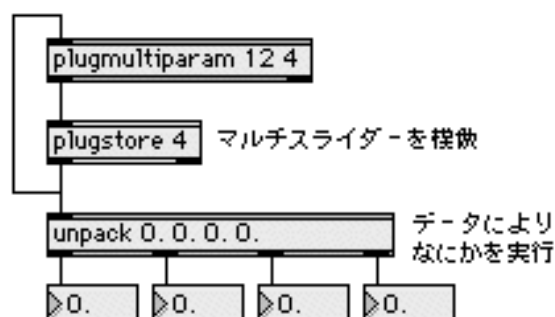 plugmultiparam 12 4
plugstore 4
マルチスライダーを模倣
unpack 0. 0. 0. 0.
データにより
なにかを実行
0.
0.
0.
0.